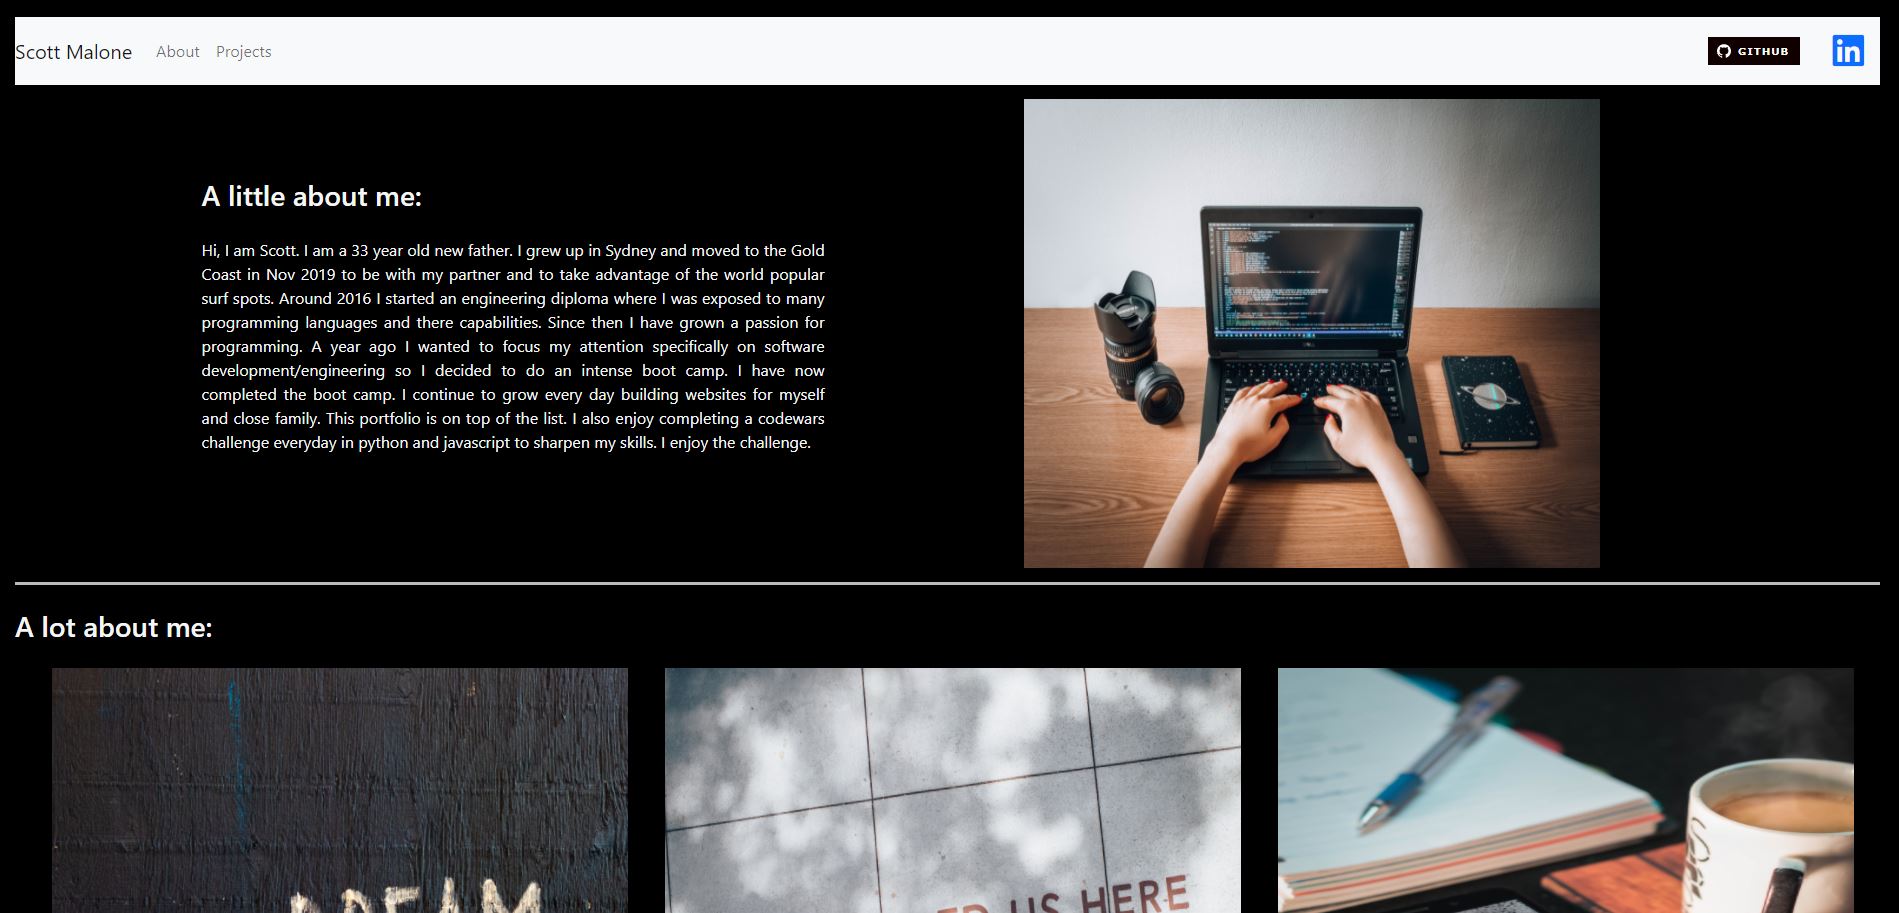 Scott Malone About Projects GITHUB in
A little about me:
Hi, I am Scott. I am a 33 year old new father. I grew up in Sydney and moved to the Gold
Coast in Nov 2019 to be with my partner and to take advantage of the world popular
surf spots. Around 2016 I started an engineering diploma where I was exposed to many
programming languages and there capabilities. Since then I have grown a passion for
programming. A year ago I wanted to focus my attention specifically on software
development/engineering so I decided to do an intense boot camp. I have now
completed the boot camp. I continue to grow every day building websites for myself
and close family. This portfolio is on top of the list. I also enjoy completing a codewars
challenge everyday in python and javascript to sharpen my skills. I enjoy the challenge.
A lot about me:
DREAM
US HERE